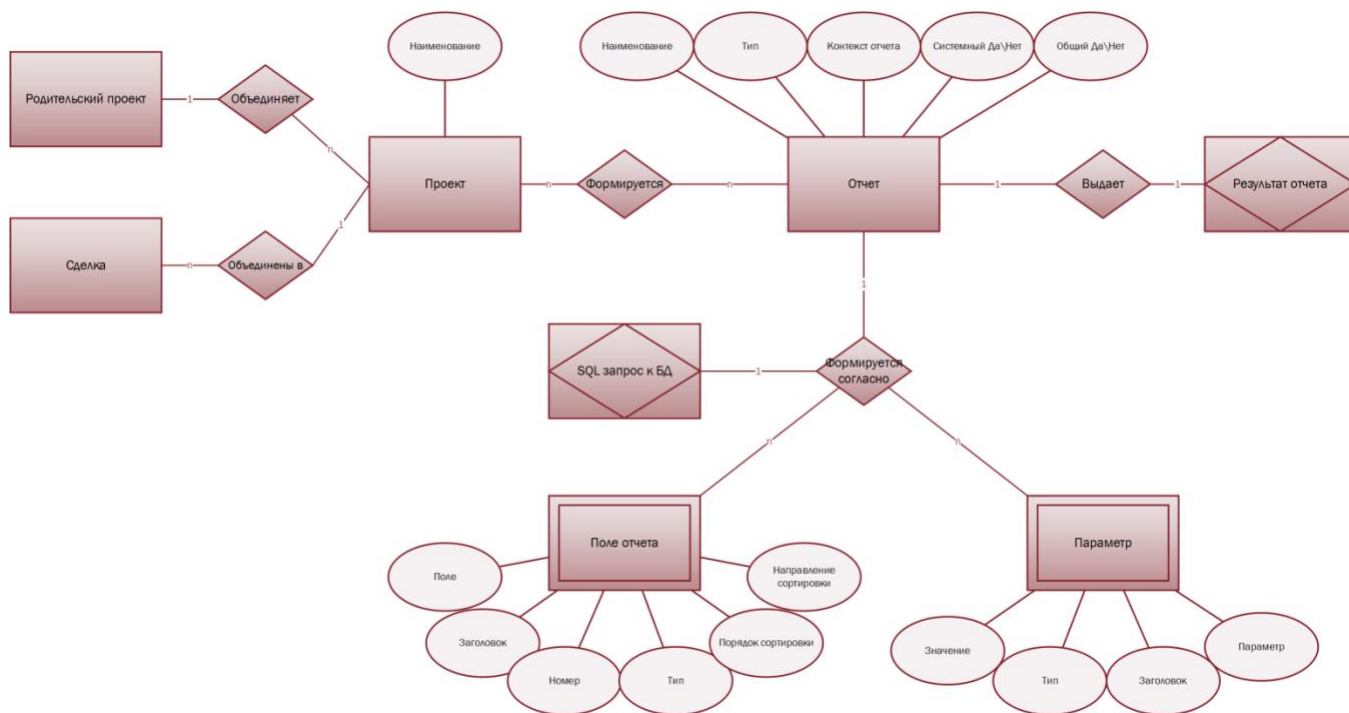 Наименование
Наименование
Тип
Контекст отчета
Системный Да\Нет
Общий Да\Нет
Родительский проект
1
Объединяет
n
Проект
n
Формируется
n
Отчет
1
Выдает
1
Результат отчета
Сделка
n
Объединены в
1
1
SQL запрос к БД
1
Формируется
согласно
n
n
Поле отчета
Параметр
Поле
Заголовок
Номер
Тип
Порядок сортировки
Направление
сортировки
Значение
Тип
Заголовок
Параметр